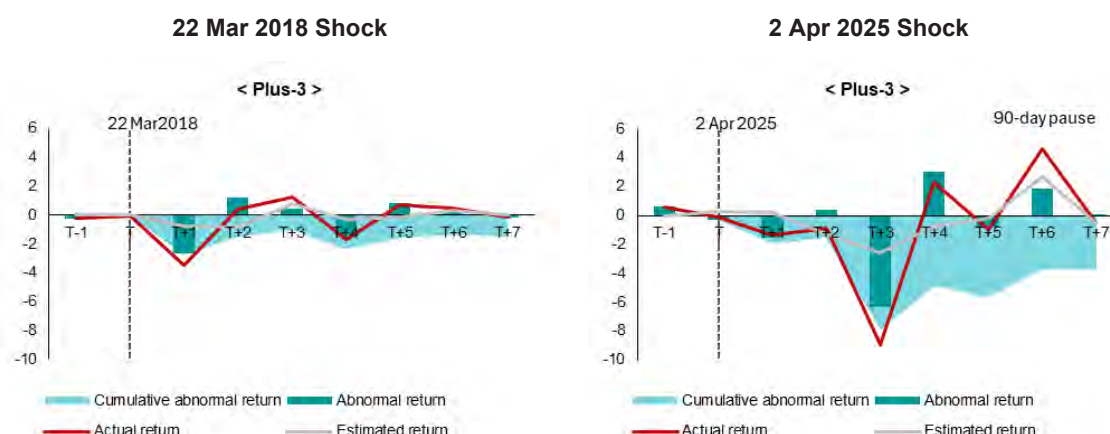 22 Mar 2018 Shock
< Plus-3 >
22 Mar2018
6
4
2
0
-2
-4
-6
-8
-10
T-1
T
T+1
T+2
T+3
T+4
T+5
T+6
T+7
Cumulative abnormal return
Abnormal return
Actual return
Estimated return
2 Apr 2025 Shock
< Plus-3 >
2 Apr 2025
90-day pause
6
4
2
0
-2
-4
-6
-8
-10
T-1
T
T+1
T+2
T+3
T+4
T+5
T+6
T+7
Cumulative abnormal return
Abnormal return
Actual return
Estimated return